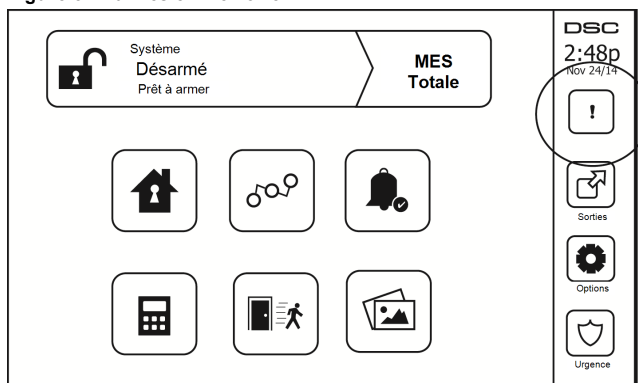 Système
Désarmé
Prêt à armer
MES
Totale
DSC
2:48p
Nov 24/14
!
Sorties
Options
Urgence